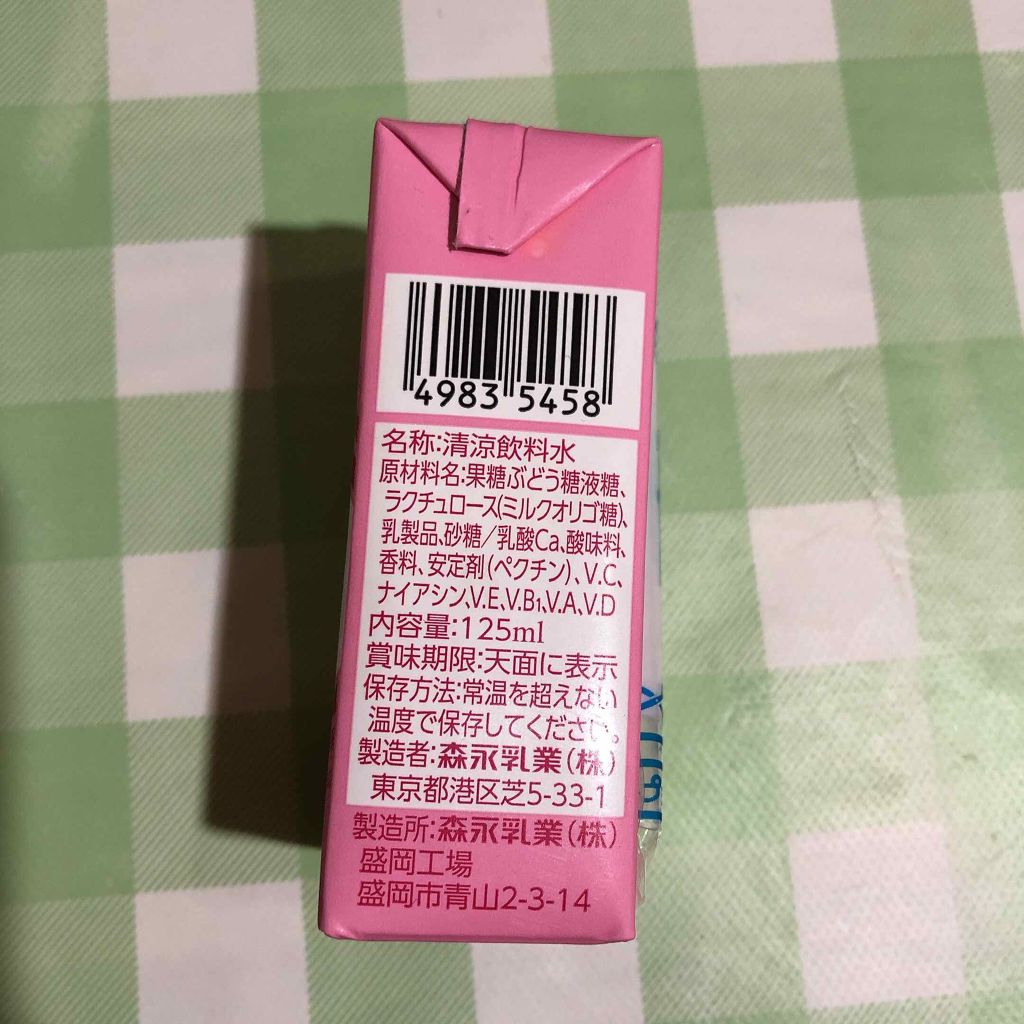 4983 5458
名称:清涼飲料水
原材料名:果糖ぶどう糖液糖、
ラクチュロース(ミルクオリゴ糖)、
乳製品、砂糖/乳酸Ca、酸味料、
香料、安定剤(ペクチン)、V.C、
ナイアシン、V.E、V.B₁、V.A、V.D
内容量:125ml
賞味期限:天面に表示
保存方法:常温を超えない
温度で保存してください。
製造者:森永乳業(株)
東京都港区芝5-33-1
製造所:森永乳業(株)
盛岡工場
盛岡市青山2-3-14